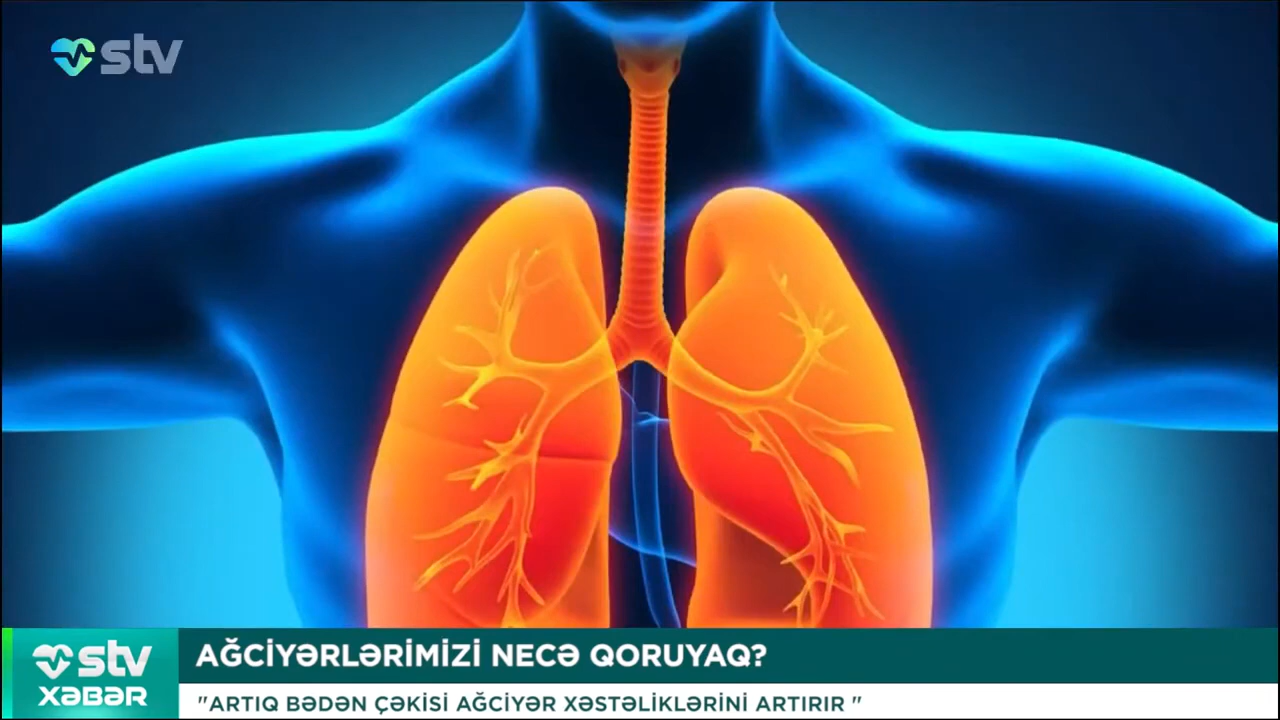 stv
AĞCİYƏRLƏRİMİZİ NECƏ QORUYAQ?
stv
XƏBƏR
"ARTIQ BƏDƏN ÇƏKİSİ AĞCİYƏR XƏSTƏLİKLƏRİNİ ARTIRIR "